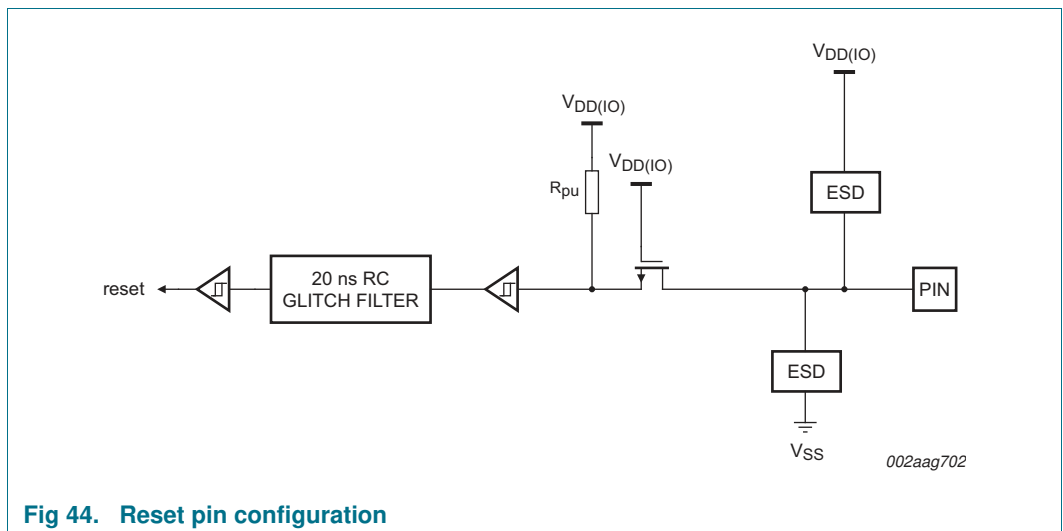 VDD(IO)
VDD(IO)
VDD(IO)
Rpu
ESD
reset
20 ns RC
GLITCH FILTER
PIN
ESD
VSS
002aag702
Fig 44. Reset pin configuration